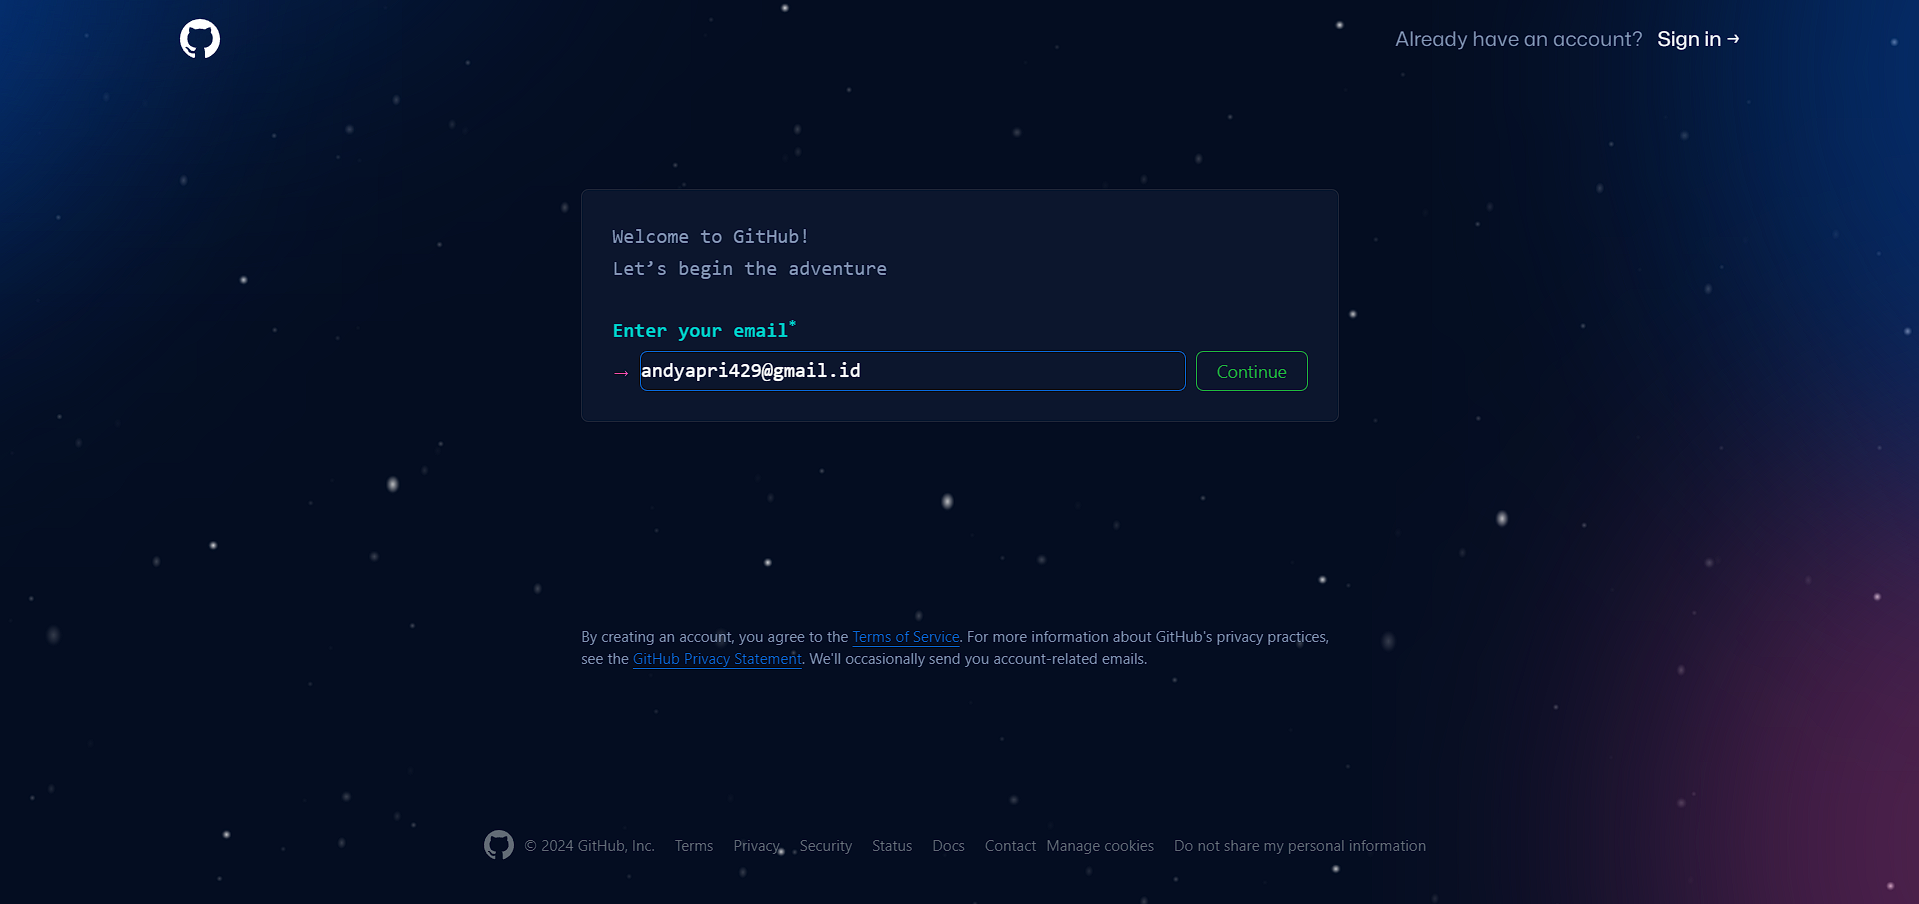 Already have an account? Sign in →
Welcome to GitHub!
Let’s begin the adventure
Enter your email*
→ andyapri429@gmail.id Continue
By creating an account, you agree to the Terms of Service. For more information about GitHub's privacy practices,
see the GitHub Privacy Statement. We'll occasionally send you account-related emails.
© 2024 GitHub, Inc. Terms Privacy Security Status Docs Contact Manage cookies Do not share my personal information